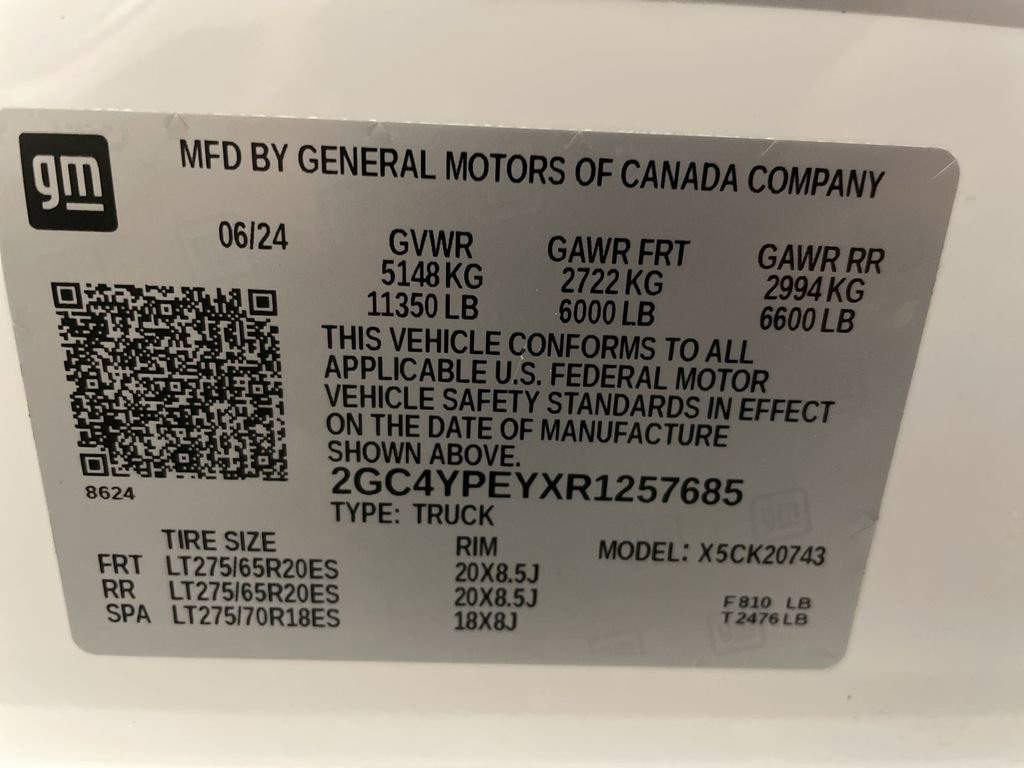 gm
MFD BY GENERAL MOTORS OF CANADA COMPANY
06/24
GVWR GAWR FRT GAWR RR
5148 KG 2722 KG 2994 KG
11350 LB 6000 LB 6600 LB
THIS VEHICLE CONFORMS TO ALL
APPLICABLE U.S. FEDERAL MOTOR
VEHICLE SAFETY STANDARDS IN EFFECT
ON THE DATE OF MANUFACTURE
SHOWN ABOVE.
8624
2GC4YPEYXR1257685
TYPE: TRUCK
TIRE SIZE RIM MODEL: X5CK20743
FRT LT275/65R20ES 20X8.5J
RR LT275/65R20ES 20X8.5J
SPA LT275/70R18ES 18X8J
F 810 LB
T 2476 LB